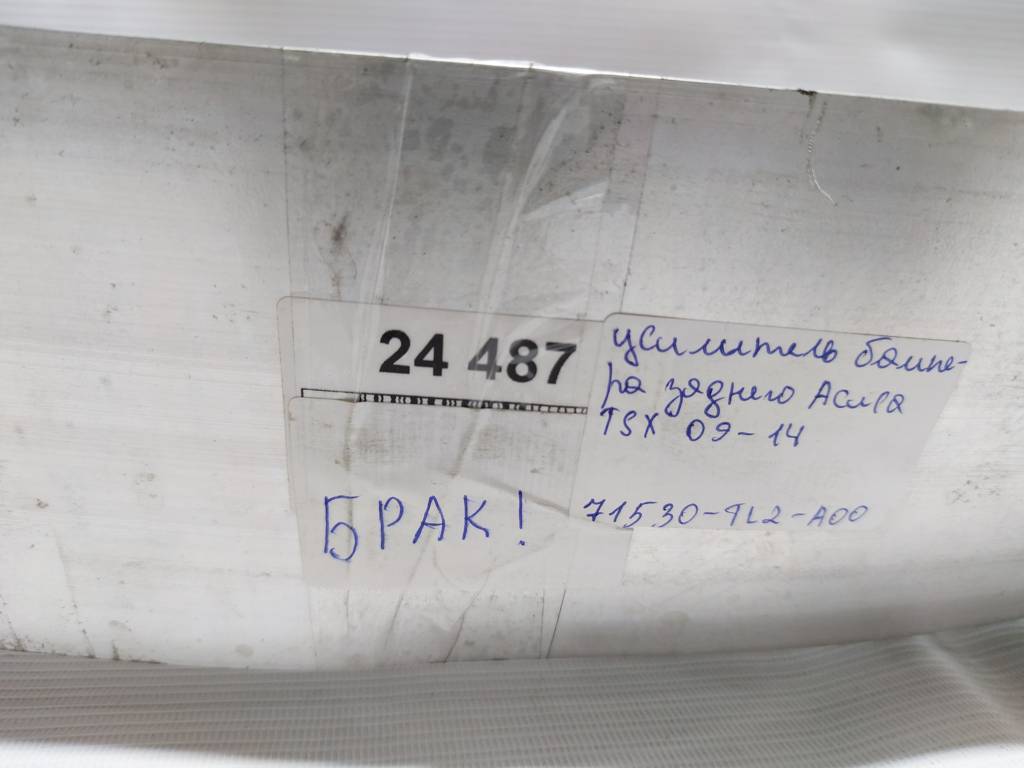 24 487
усилитель бампе-
ра заднего Acura
TSX 09-14
71530-TL2-A00
БРАК!